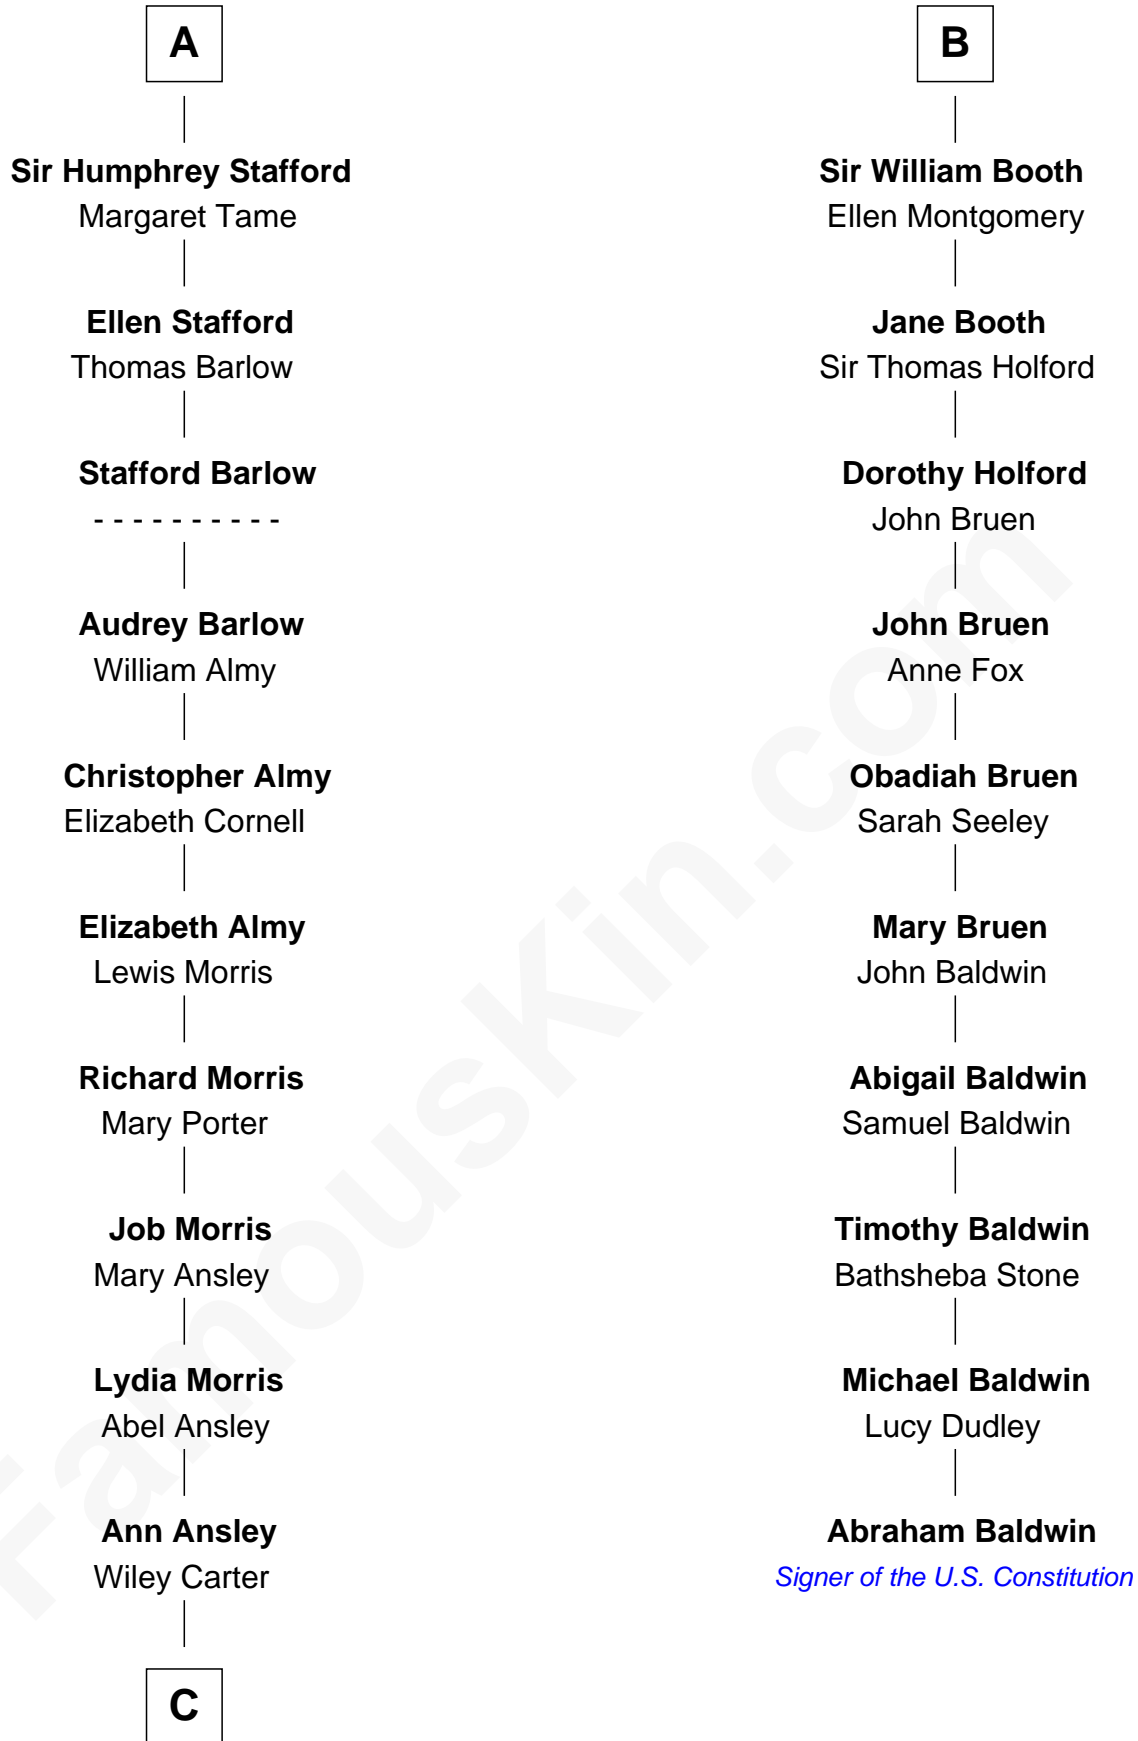 A
Sir Humphrey Stafford
Margaret Tame
Ellen Stafford
Thomas Barlow
Stafford Barlow
- - - - - - - - - -
Audrey Barlow
William Almy
Christopher Almy
Elizabeth Cornell
Elizabeth Almy
Lewis Morris
Richard Morris
Mary Porter
Job Morris
Mary Ansley
Lydia Morris
Abel Ansley
Ann Ansley
Wiley Carter
C
B
Sir William Booth
Ellen Montgomery
Jane Booth
Sir Thomas Holford
Dorothy Holford
John Bruen
John Bruen
Anne Fox
Obadiah Bruen
Sarah Seeley
Mary Bruen
John Baldwin
Abigail Baldwin
Samuel Baldwin
Timothy Baldwin
Bathsheba Stone
Michael Baldwin
Lucy Dudley
Abraham Baldwin
Signer of the U.S. Constitution
FamousKin.com